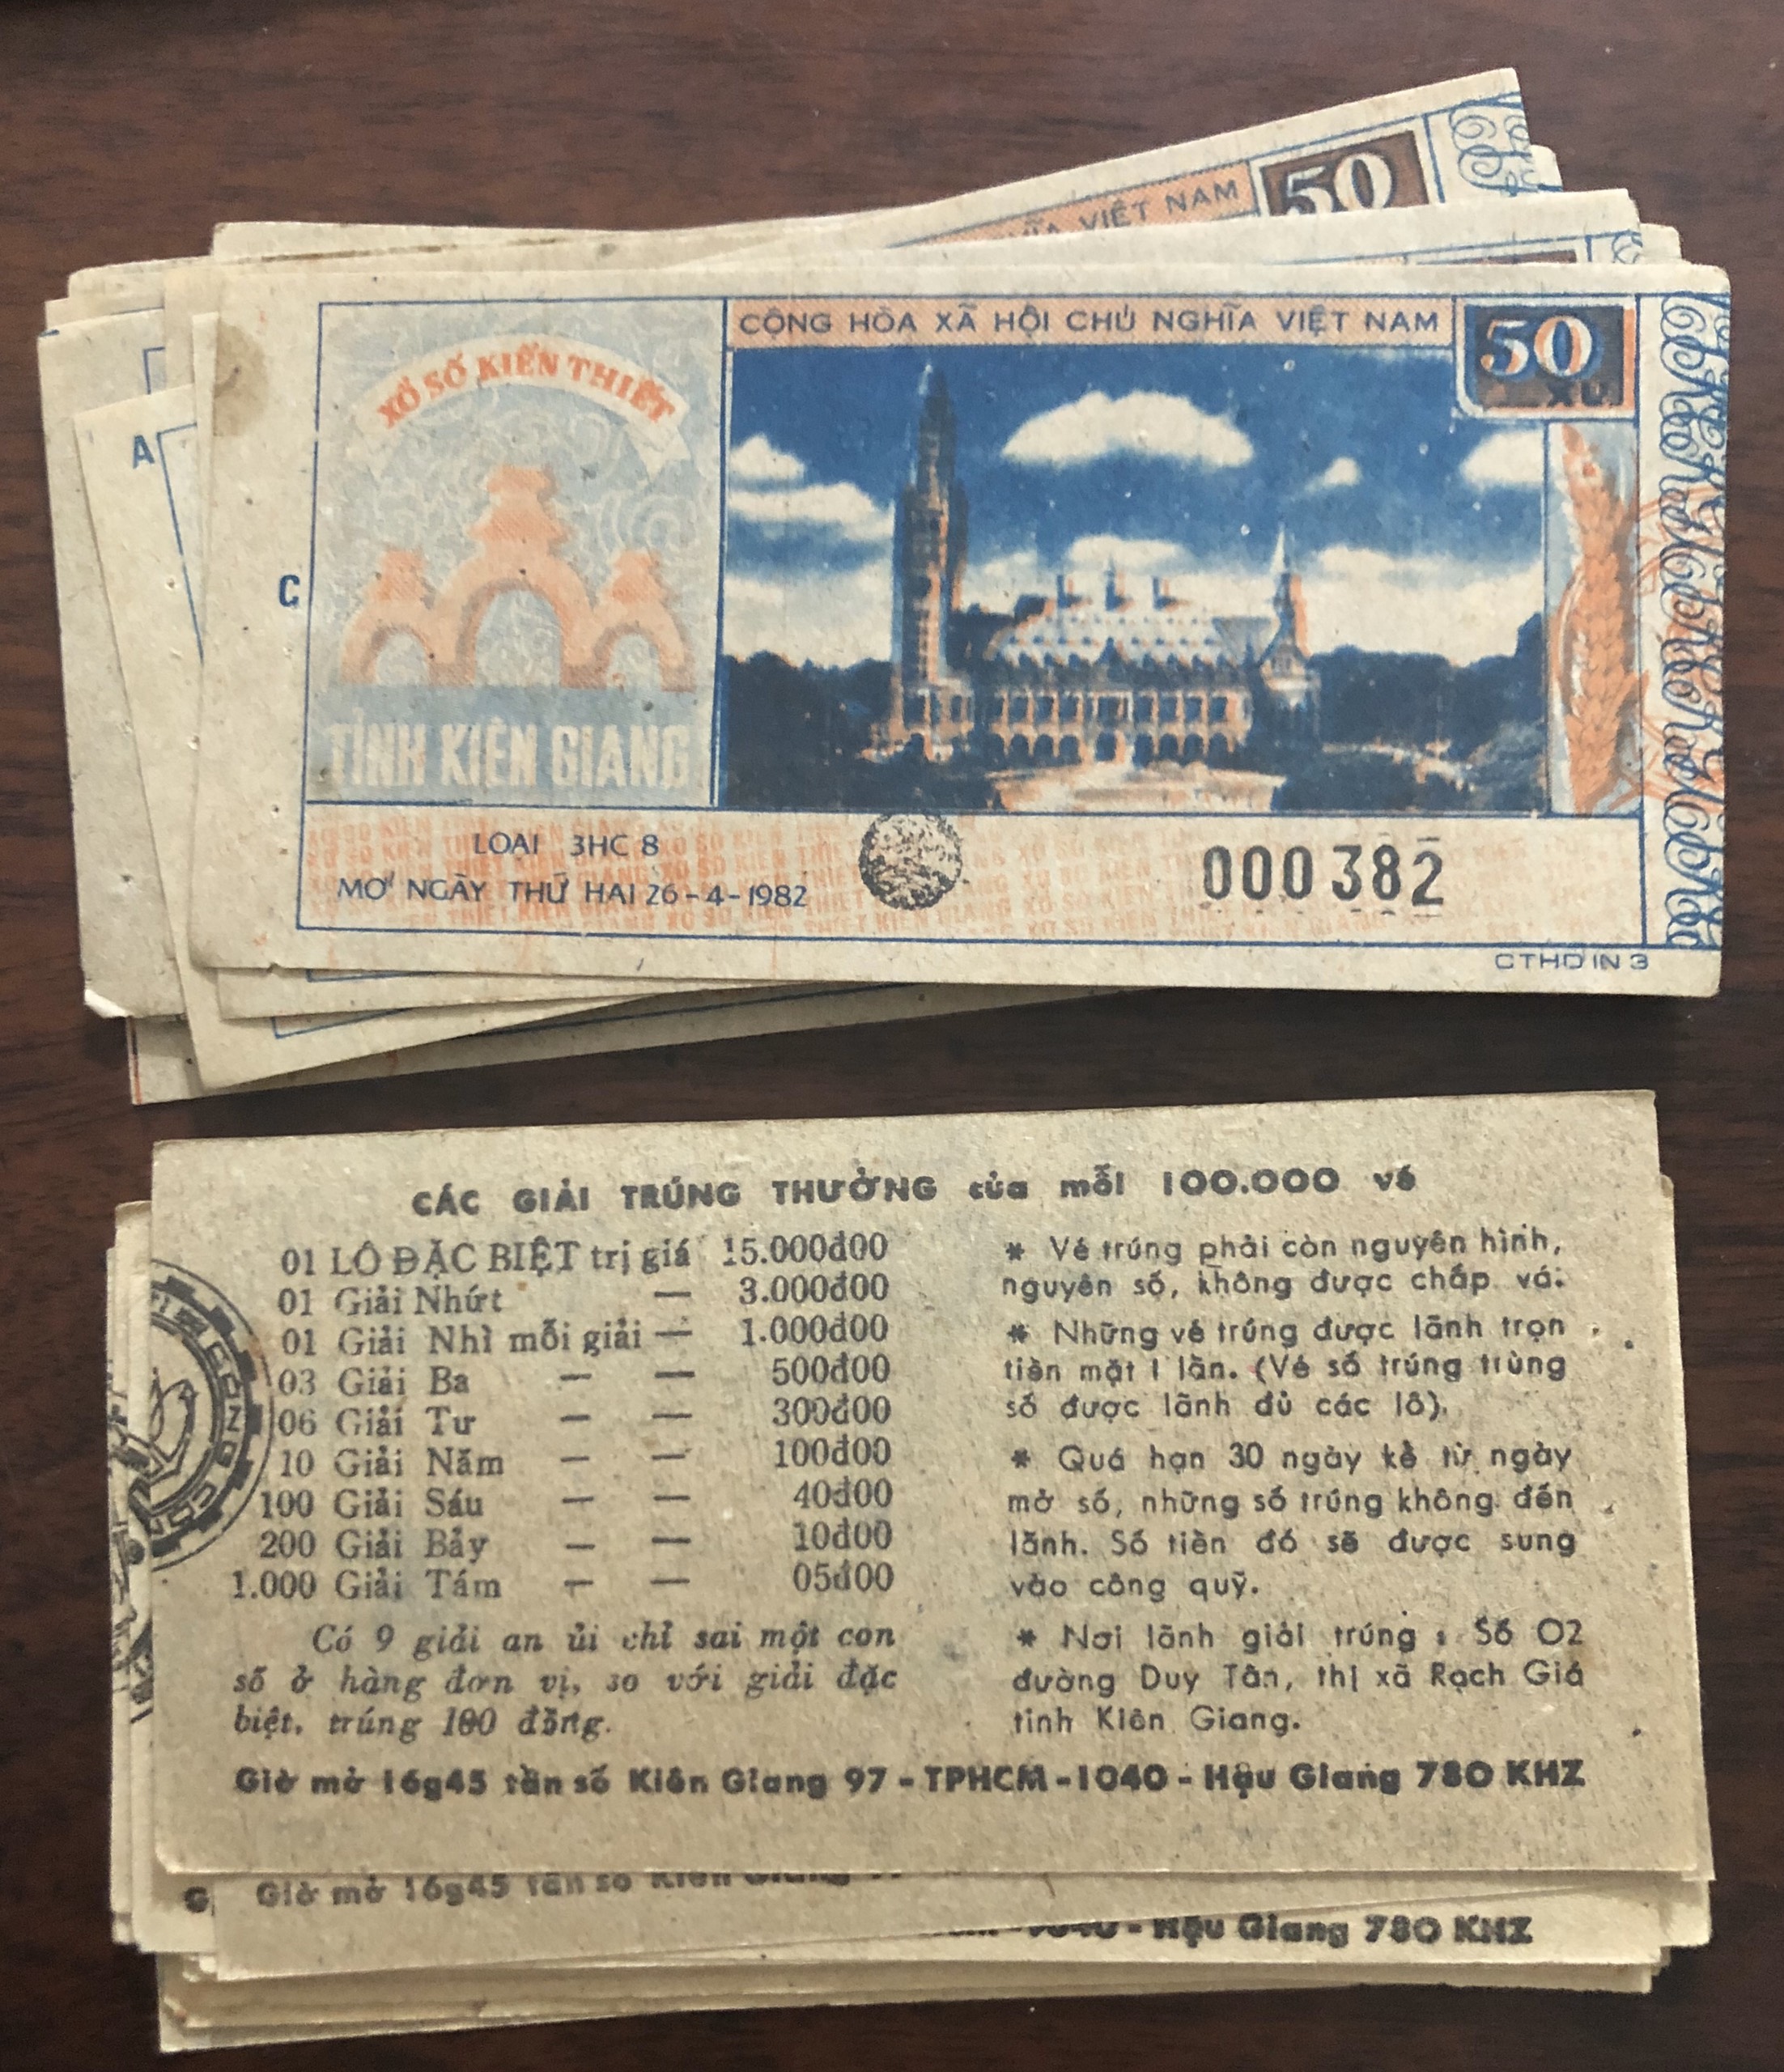 VIỆT NAM
50
CỘNG HÒA XÃ HỘI CHỦ NGHĨA VIỆT NAM
50
XU
XỔ SỐ KIẾN THIẾT
A
C
TỈNH KIÊN GIANG
LOẠI 3HC 8
MỞ NGÀY THỨ HAI 26-4-1982
000382
CTHD IN 3
CÁC GIẢI TRÚNG THƯỞNG của mỗi 100.000 vé
01 LÔ ĐẶC BIỆT trị giá 15.000đ00
01 Giải Nhứt — 3.000đ00
01 Giải Nhì mỗi giải — 1.000đ00
03 Giải Ba — — 500đ00
06 Giải Tư — — 300đ00
10 Giải Năm — — 100đ00
100 Giải Sáu — — 40đ00
200 Giải Bảy — — 10đ00
1.000 Giải Tám — — 05đ00
Có 9 giải an ủi chỉ sai một con
số ở hàng đơn vị, so với giải đặc
biệt. trúng 100 đồng.
* Vé trúng phải còn nguyên hình,
nguyên số, không được chắp vá.
* Những vé trúng được lãnh trọn
tiền mặt 1 lần. (Vé số trúng trùng
số được lãnh đủ các lô).
* Quá hạn 30 ngày kể từ ngày
mở số, những số trúng không đến
lãnh. Số tiền đó sẽ được sung
vào công quỹ.
* Nơi lãnh giải trúng : Số 02
đường Duy Tân, thị xã Rạch Giá
tỉnh Kiên Giang.
Giờ mở 16g45 tần số Kiên Giang 97 - TPHCM - 1040 - Hậu Giang 780 KHZ
G
Giờ mở 16g45 tần số Kiên Giang
- Hậu Giang 780 KHZ